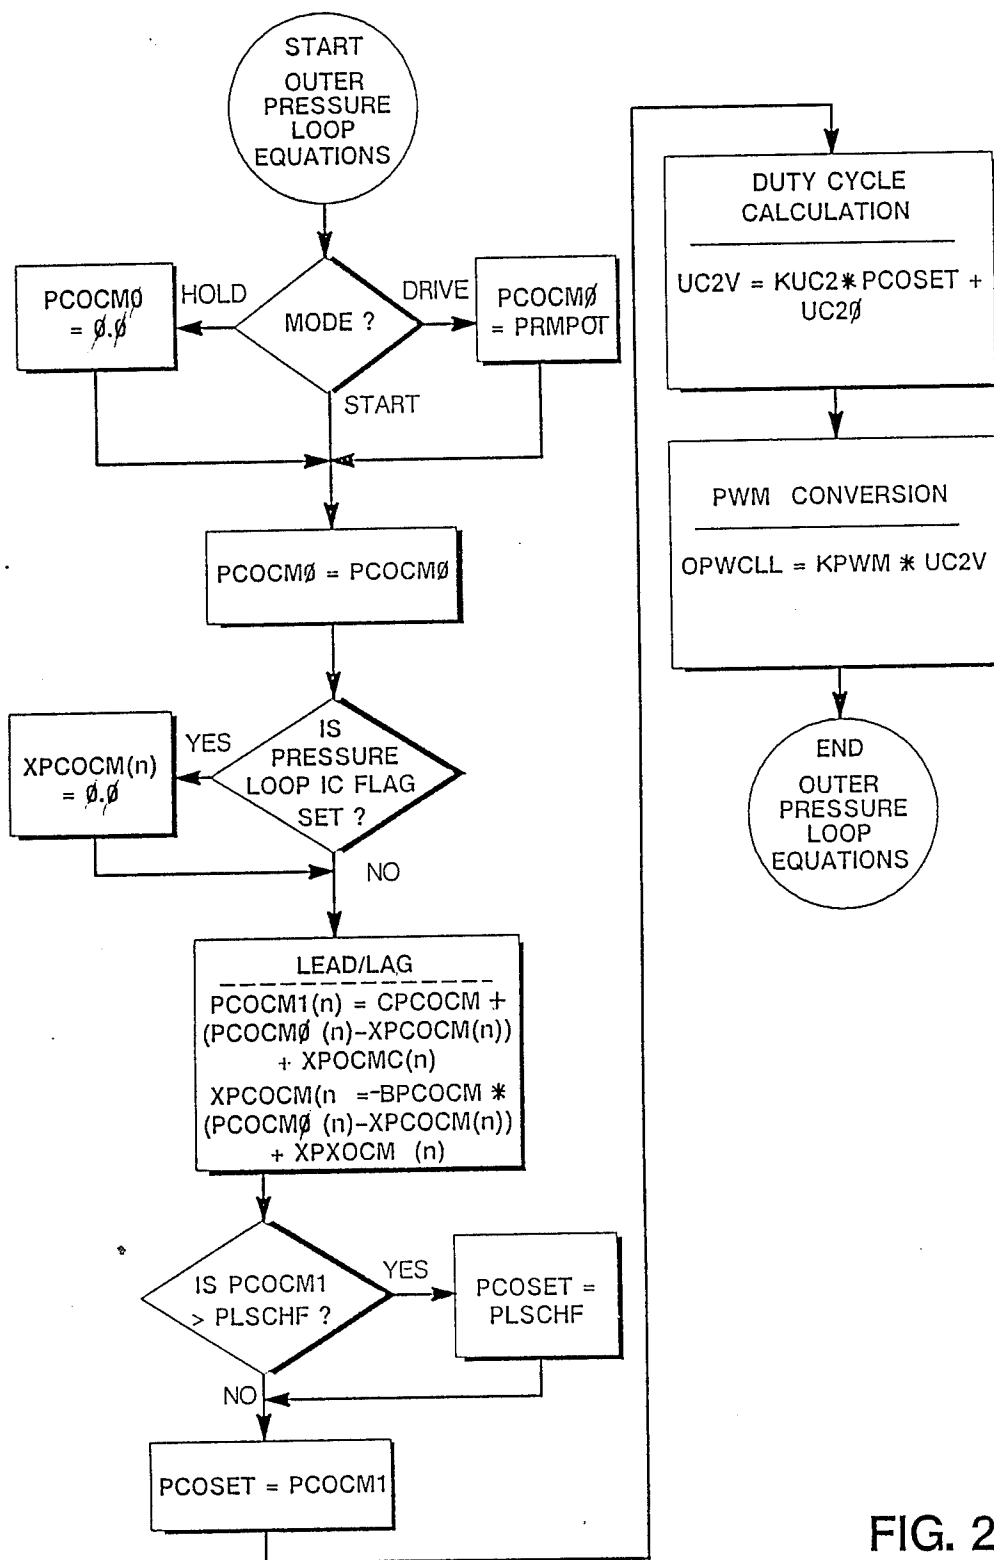 START
OUTER
PRESSURE
LOOP
EQUATIONS
MODE ?
HOLD
PCOCMØ
= Ø.Ø
DRIVE
PCOCMØ
= PRMPOT
START
PCOCMØ = PCOCMØ
IS
PRESSURE
LOOP IC FLAG
SET ?
YES
XPCOCM(n)
= Ø.Ø
NO
LEAD/LAG
PCOCM1(n) = CPCOCM +
(PCOCMØ (n)-XPCOCM(n))
+ XPOCMC(n)
XPCOCM(n =-BPCOCM *
(PCOCMØ (n)-XPCOCM(n))
+ XPXOCM (n)
IS PCOCM1
> PLSCHF ?
YES
PCOSET =
PLSCHF
NO
PCOSET = PCOCM1
DUTY CYCLE
CALCULATION
UC2V = KUC2* PCOSET +
UC2Ø
PWM CONVERSION
OPWCLL = KPWM * UC2V
END
OUTER
PRESSURE
LOOP
EQUATIONS
FIG. 2